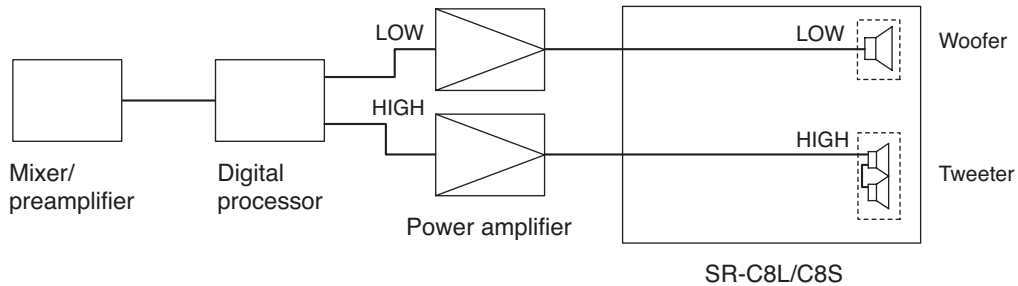 LOW
LOW
Woofer
HIGH
HIGH
Mixer/
preamplifier
Digital
processor
Tweeter
Power amplifier
SR-C8L/C8S